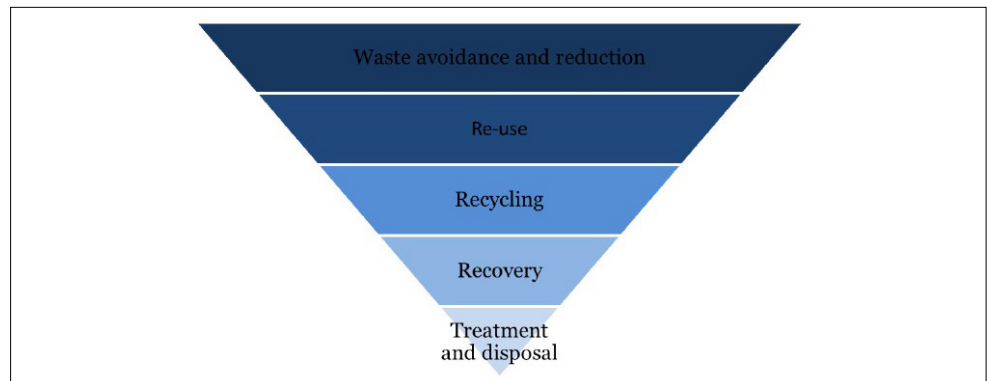 Waste avoidance and reduction
Re-use
Recycling
Recovery
Treatment
and disposal